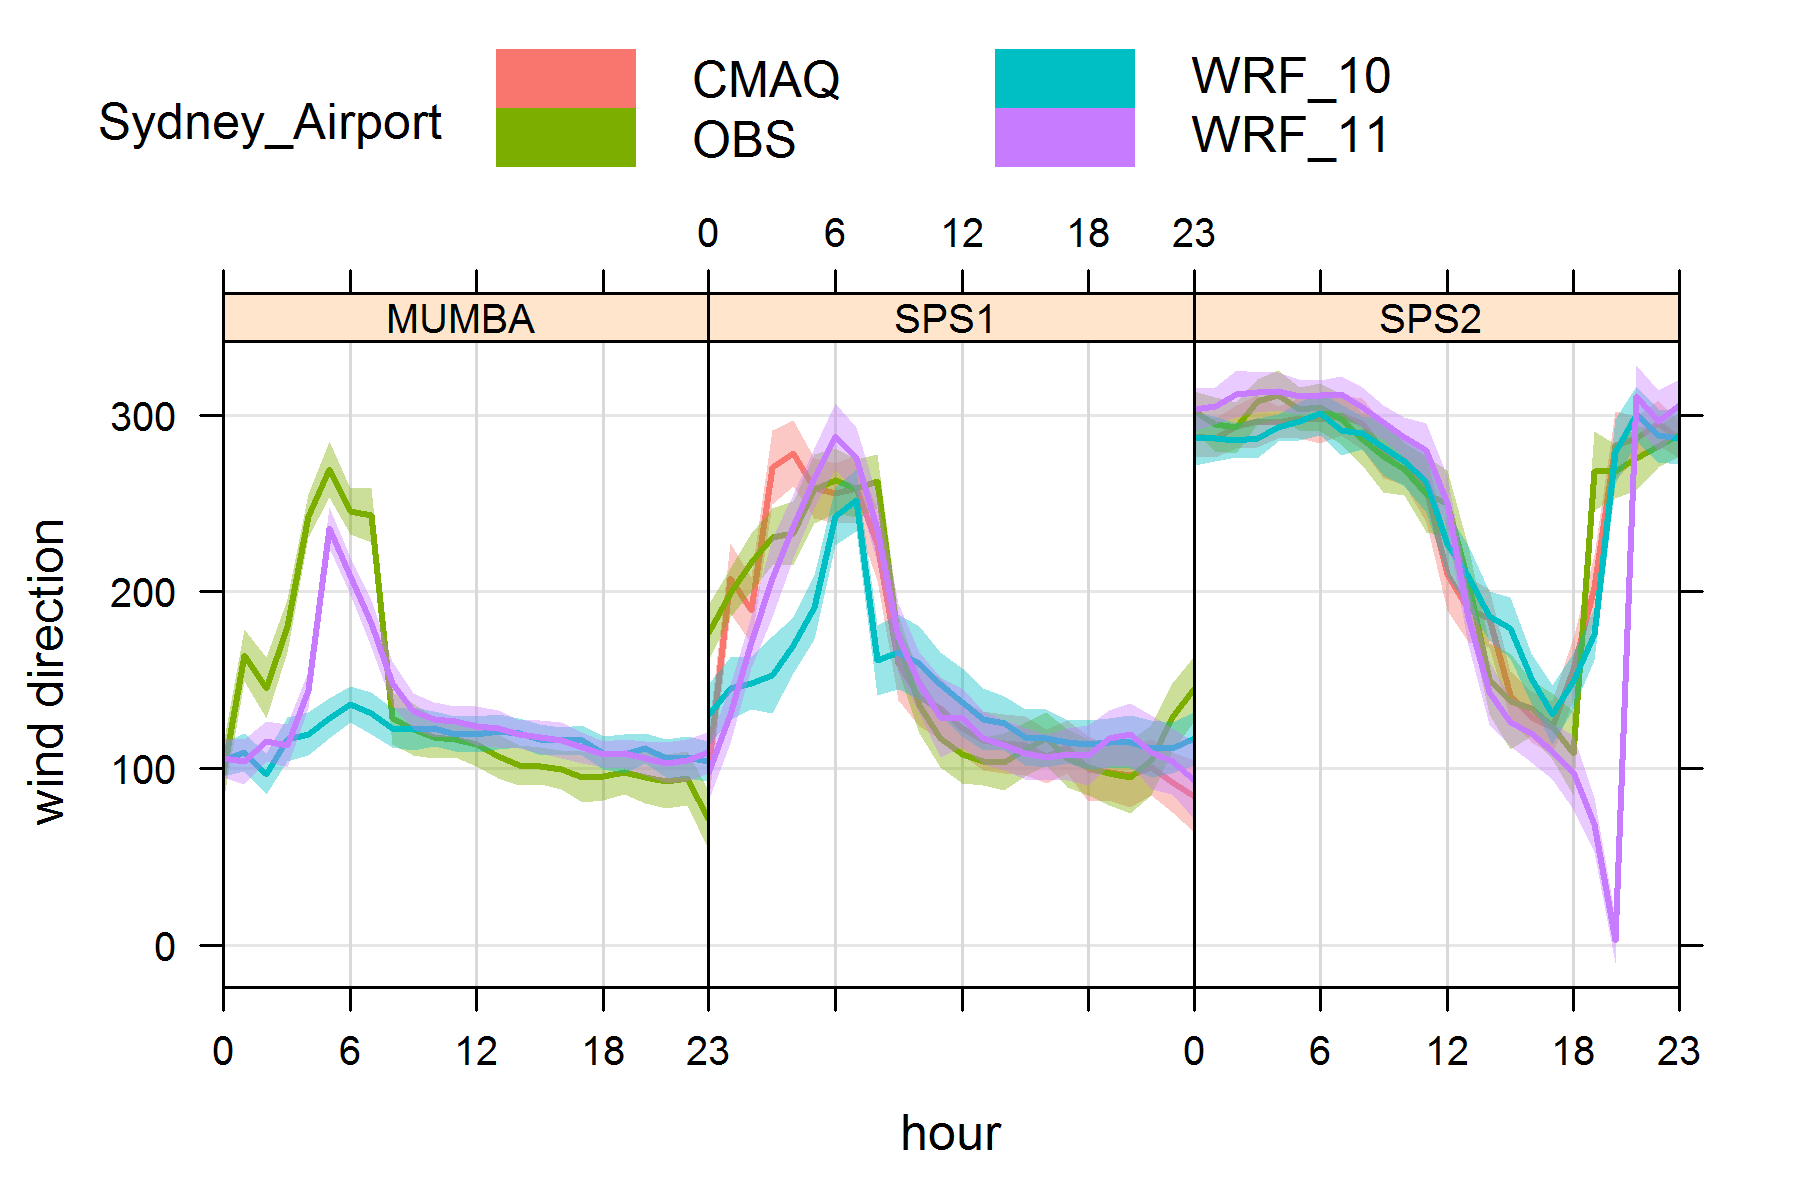 Sydney_Airport
CMAQ
OBS
WRF_10
WRF_11
0 6 12 18 23
MUMBA SPS1 SPS2
300
200
100
0
wind direction
0 6 12 18 23 0 6 12 18 23
hour